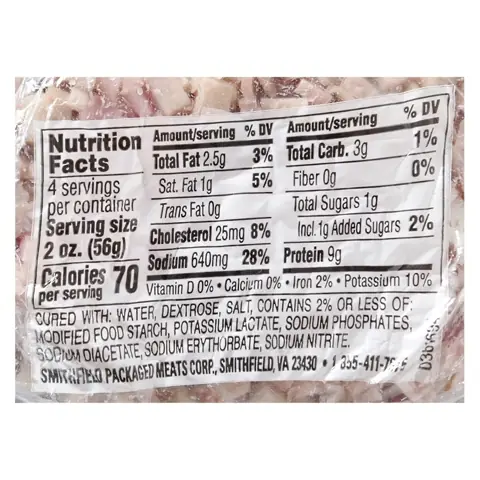 Nutrition Facts
4 servings per container
Serving size 2 oz. (56g)
Calories per serving 70
Amount/serving % DV
Total Fat 2.5g 3%
Sat. Fat 1g 5%
Trans Fat 0g
Cholesterol 25mg 8%
Sodium 640mg 28%
Amount/serving % DV
Total Carb. 3g 1%
Fiber 0g 0%
Total Sugars 1g
Incl. 1g Added Sugars 2%
Protein 9g
Vitamin D 0% • Calcium 0% • Iron 2% • Potassium 10%
CURED WITH: WATER, DEXTROSE, SALT, CONTAINS 2% OR LESS OF:
MODIFIED FOOD STARCH, POTASSIUM LACTATE, SODIUM PHOSPHATES,
SODIUM DIACETATE, SODIUM ERYTHORBATE, SODIUM NITRITE.
SMITHFIELD PACKAGED MEATS CORP., SMITHFIELD, VA 23430 • 1 855-411-